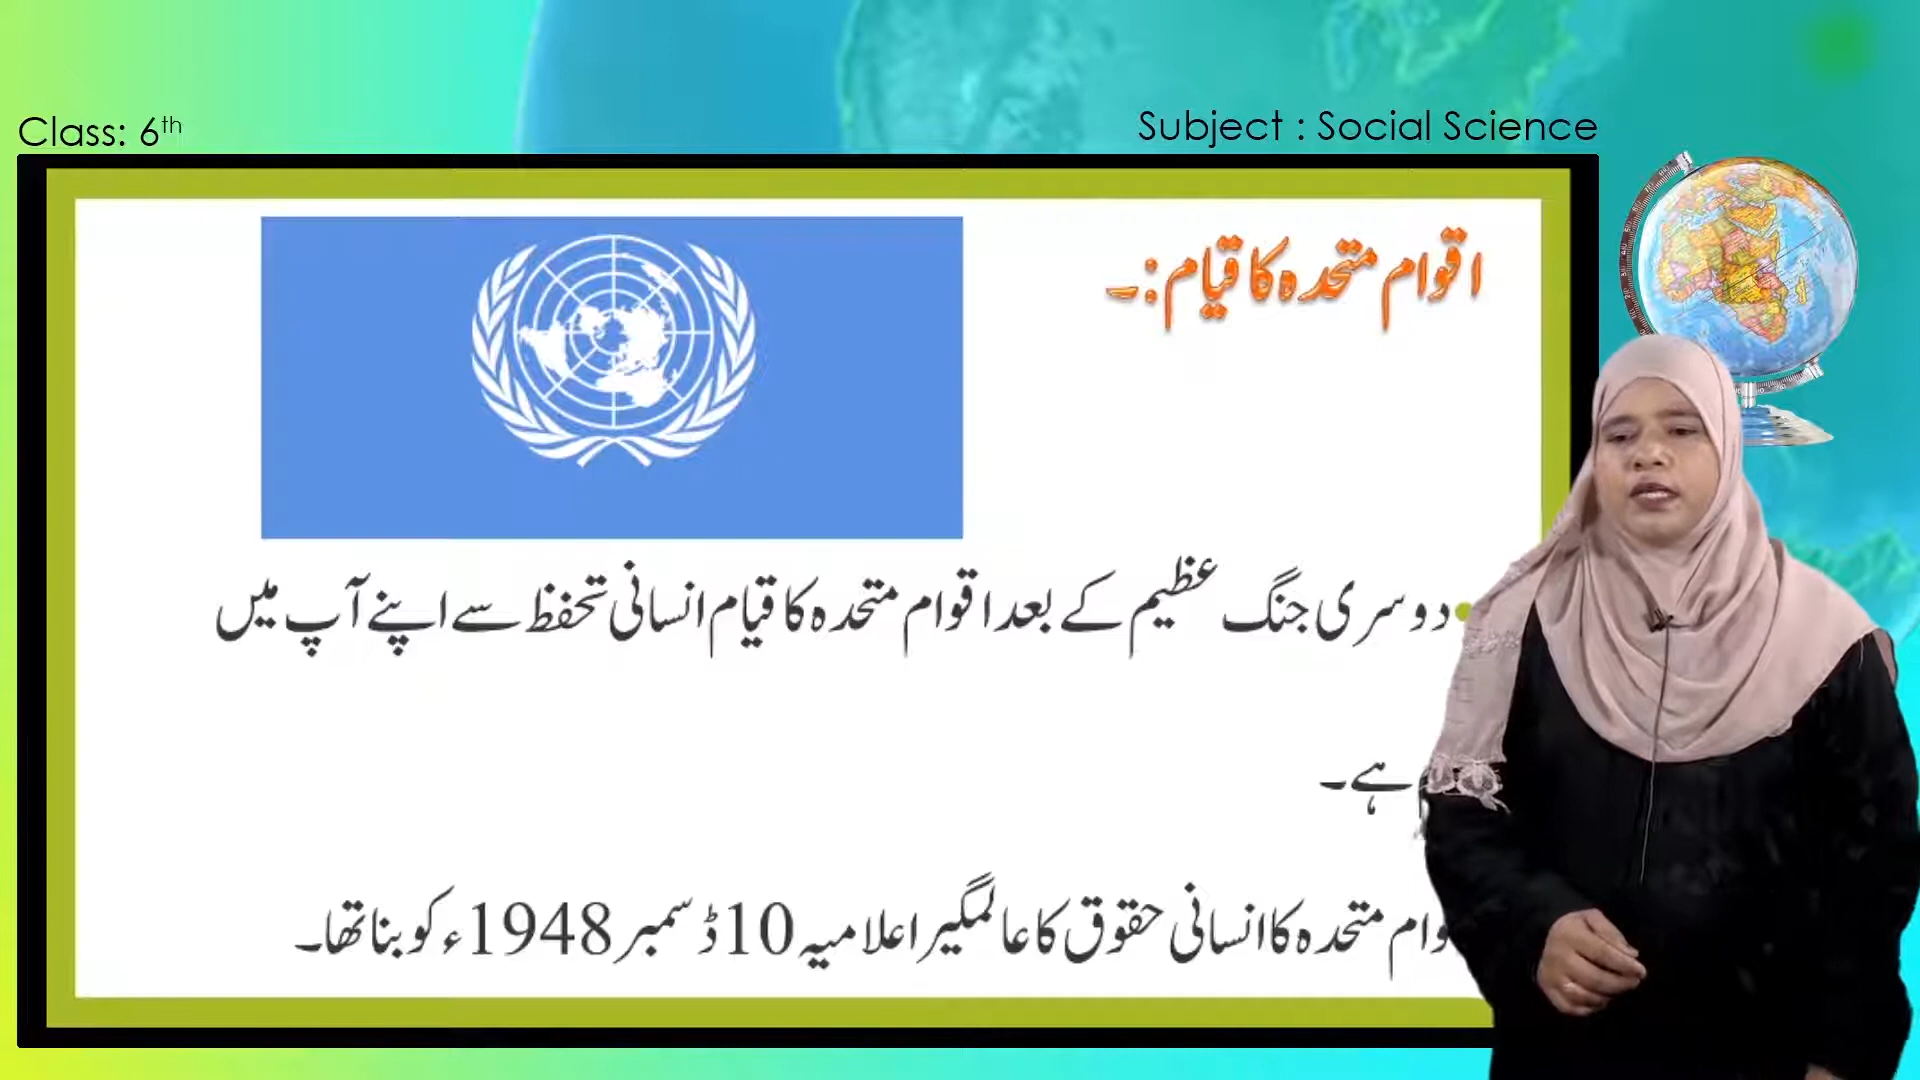 Class: 6th
Subject : Social Science
اقوام متحدہ کا قیام:۔
•دوسری جنگ عظیم کے بعد اقوام متحدہ کا قیام انسانی تحفظ سے اپنے آپ میں
ہے۔
متحدہ کا انسانی حقوق کا عالمگیر اعلامیہ 10 ڈسمبر 1948ء کو بنا تھا۔